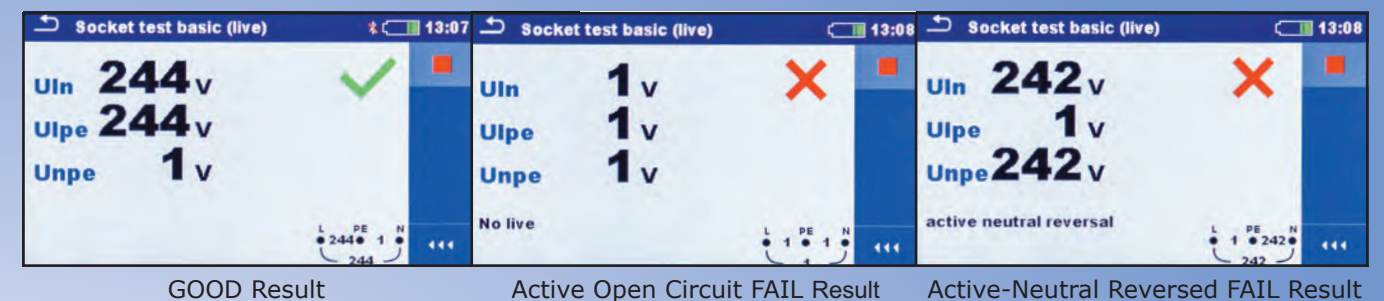 Socket test basic (live)
13:07
Uln 244 V
Ulpe 244 V
Unpe 1 V
L PE N
244 1
244
GOOD Result
Socket test basic (live)
13:08
Uln 1 V
Ulpe 1 V
Unpe 1 V
No live
L PE N
1 1
1
Active Open Circuit FAIL Result
Socket test basic (live)
13:08
Uln 242 V
Ulpe 1 V
Unpe 242 V
active neutral reversal
L PE N
1 242
242
Active-Neutral Reversed FAIL Result